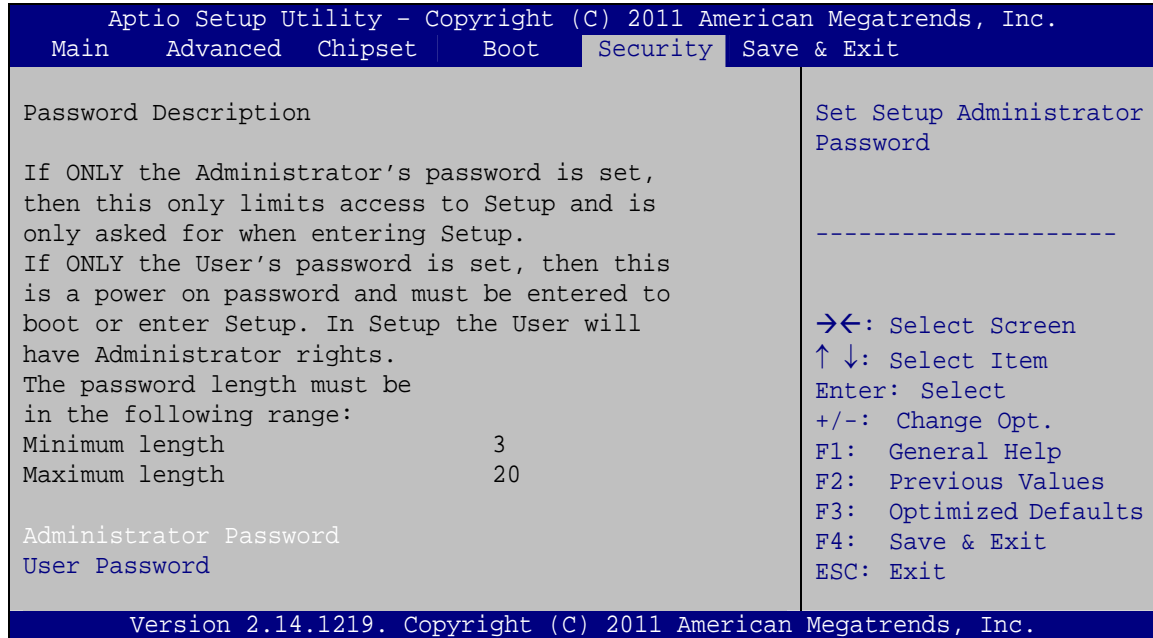 Aptio Setup Utility – Copyright (C) 2011 American Megatrends, Inc.
Main Advanced Chipset Boot Security Save & Exit
Password Description
If ONLY the Administrator’s password is set,
then this only limits access to Setup and is
only asked for when entering Setup.
If ONLY the User’s password is set, then this
is a power on password and must be entered to
boot or enter Setup. In Setup the User will
have Administrator rights.
The password length must be
in the following range:
Minimum length 3
Maximum length 20
Administrator Password
User Password
Set Setup Administrator
Password
---------------------
→←: Select Screen
↑ ↓: Select Item
Enter: Select
+/-: Change Opt.
F1: General Help
F2: Previous Values
F3: Optimized Defaults
F4: Save & Exit
ESC: Exit
Version 2.14.1219. Copyright (C) 2011 American Megatrends, Inc.